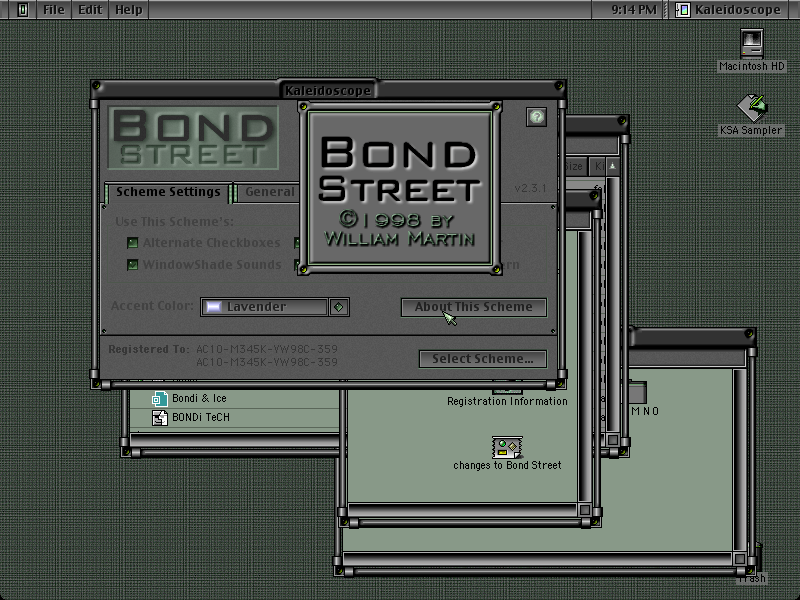 File Edit Help
9:14 PM Kaleidoscope
Macintosh HD
KSA Sampler
Kaleidoscope
BOND
STREET
BOND
STREET
©1998 BY
WILLIAM MARTIN
?
Size
v2.3.1
Scheme Settings
General
Use This Scheme's:
Alternate Checkboxes
WindowShade Sounds
Accent Color:
Lavender
About This Scheme
Registered To: AC10-M345K-VW98C-359
AC10-M345K-VW98C-359
Select Scheme...
Bondi & Ice
BONDi TeCH
Registration Information
M N O
changes to Bond Street
Trash